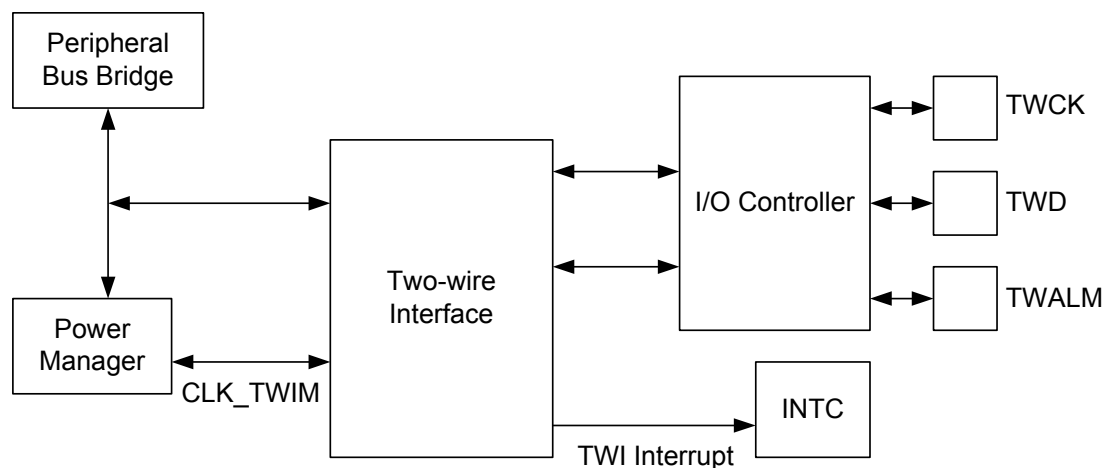 Peripheral
Bus Bridge
TWCK
I/O Controller
TWD
Two-wire
Interface
TWALM
Power
Manager
CLK_TWIM
INTC
TWI Interrupt